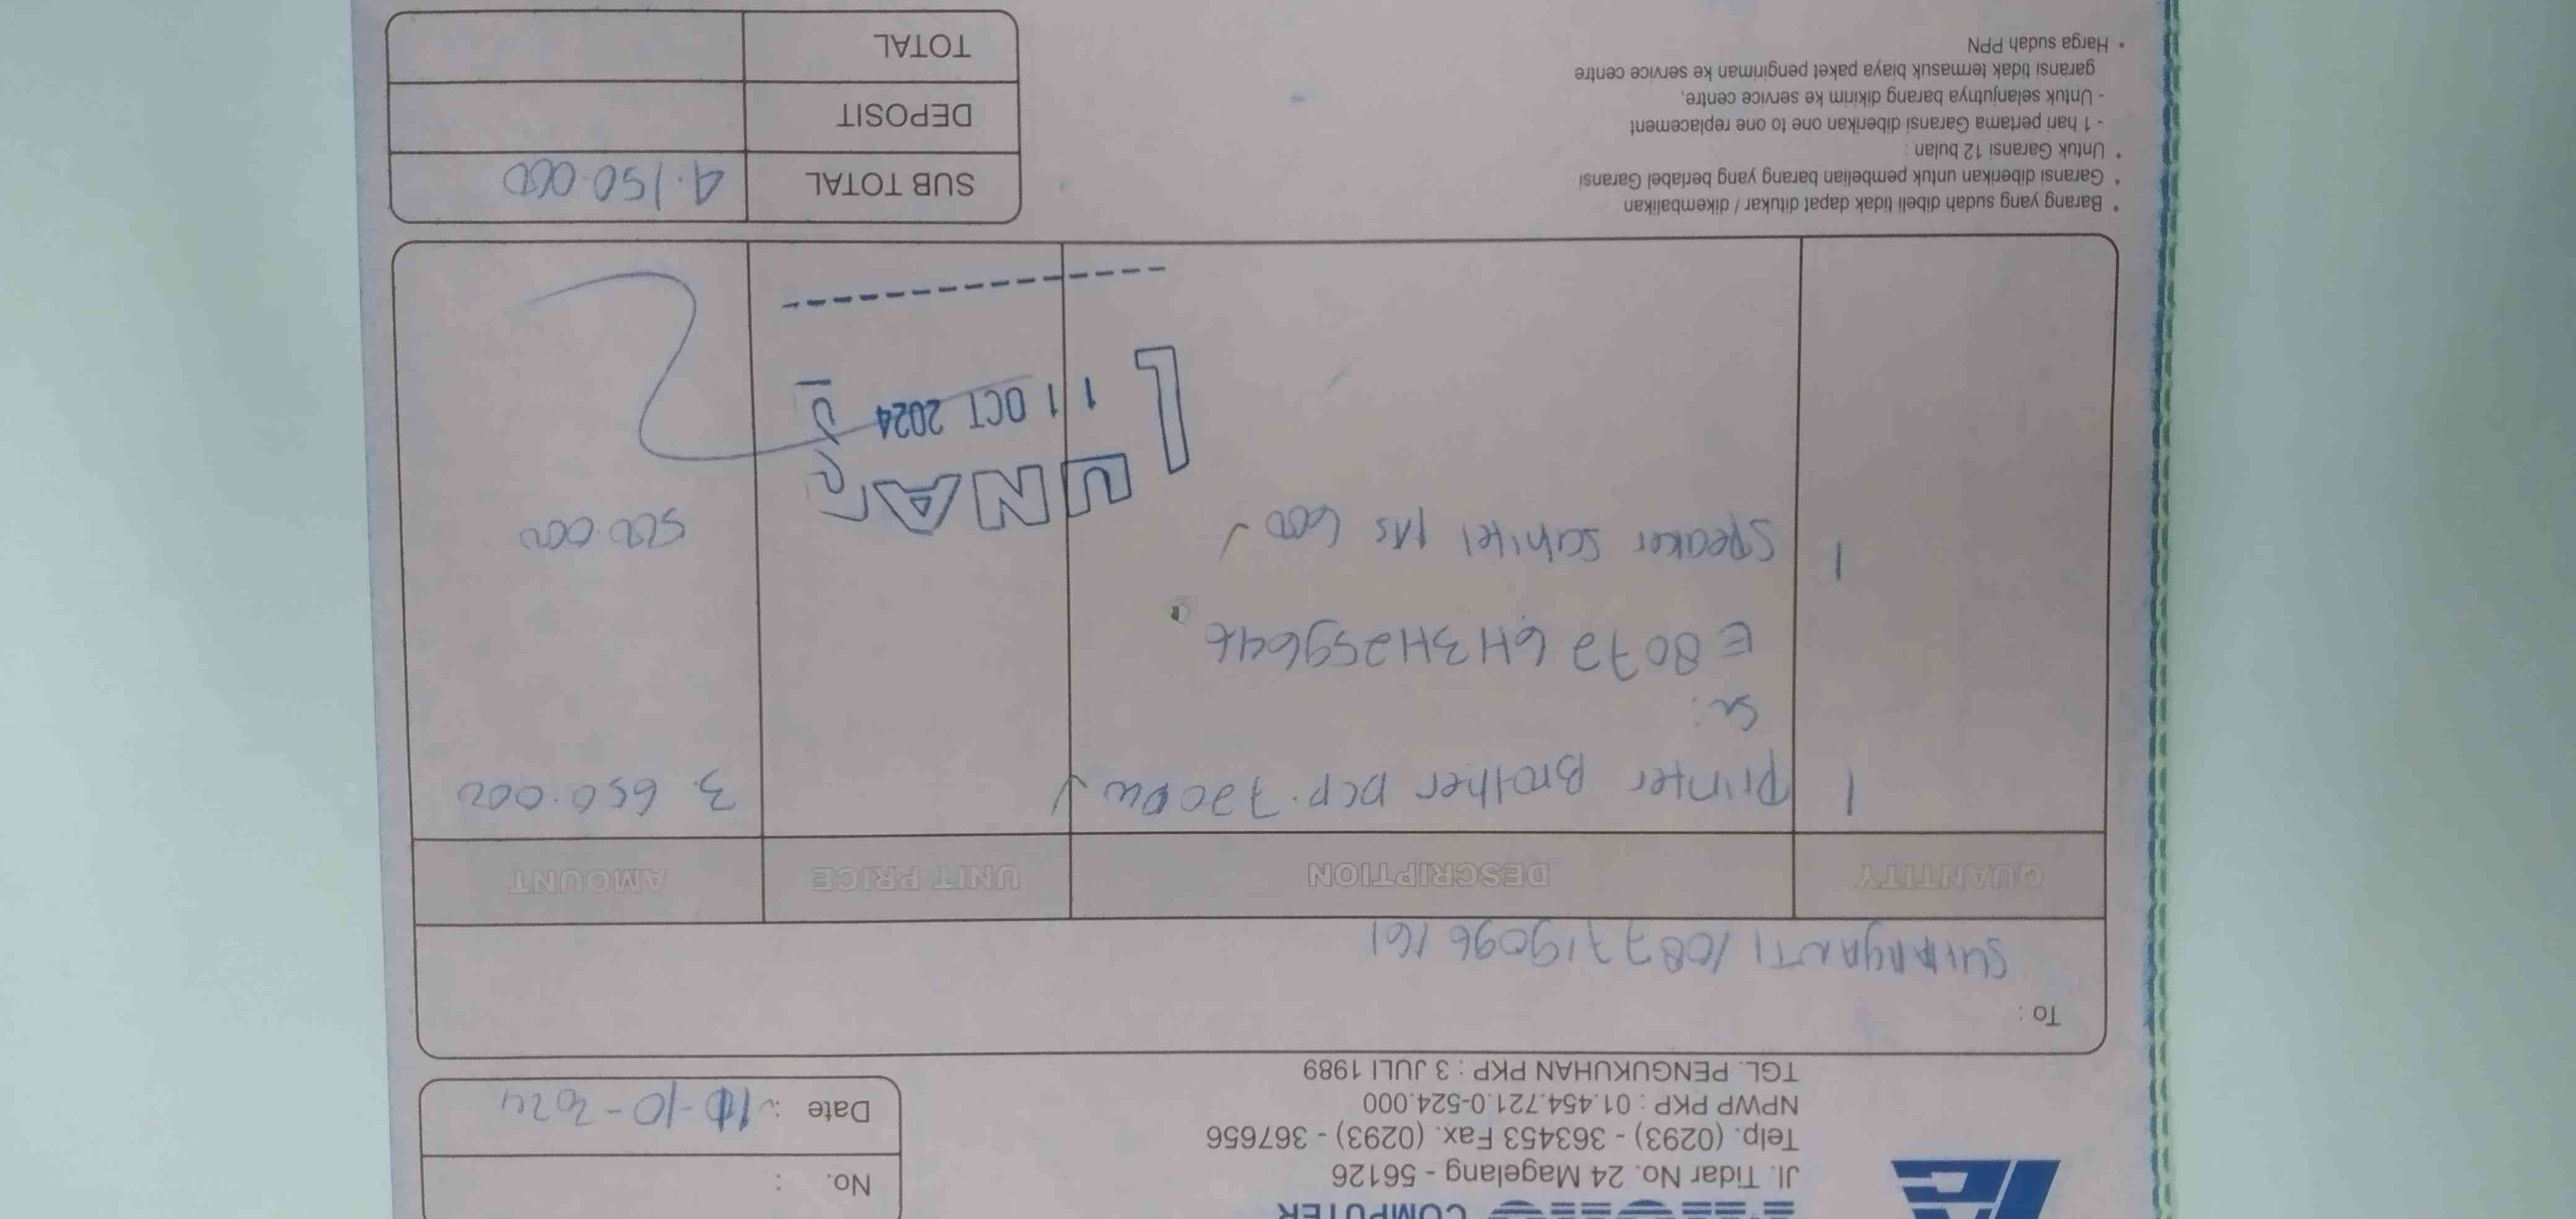 COMPUTER
Jl. Tidar No. 24 Magelang - 56126
Telp. (0293) - 363453 Fax. (0293) - 367656
NPWP PKP : 01.454.721.0-524.000
TGL. PENGUKUHAN PKP : 3 JULI 1989
No. :
Date : 11-10-2024
To :
/087719096161
QUANTITY DESCRIPTION UNIT PRICE AMOUNT
1 Printer Brother DCP.720DW 3.650.000
Sn:
E 8072 6H3H259646
1 Speaker 500.000
LUNAS
11 OCT 2024
* Barang yang sudah dibeli tidak dapat ditukar / dikembalikan
* Garansi diberikan untuk pembelian barang yang berlabel Garansi
* Untuk Garansi 12 bulan :
- 1 hari pertama Garansi diberikan one to one replacement
- Untuk selanjutnya barang dikirim ke service centre,
garansi tidak termasuk biaya paket pengiriman ke service centre
* Harga sudah PPN
SUB TOTAL 4.150.000
DEPOSIT
TOTAL